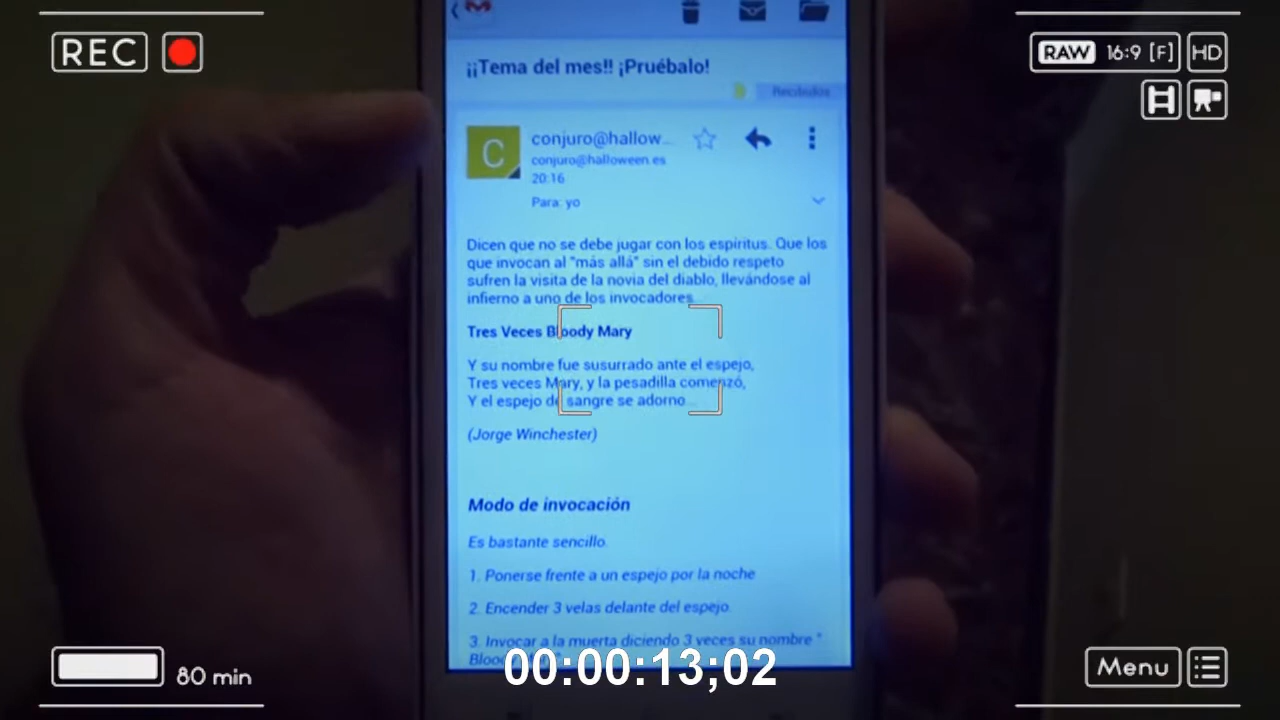 REC
RAW 16:9 [F] HD
¡¡Tema del mes!! ¡Pruébalo!
Recibidos
C
conjuro@hallow...
conjuro@halloween.es
20:16
Para: yo
Dicen que no se debe jugar con los espiritus. Que los
que invocan al "más allá" sin el debido respeto
sufren la visita de la novia del diablo, llevándose al
infierno a uno de los invocadores...
Tres Veces Bloody Mary
Y su nombre fue susurrado ante el espejo,
Tres veces Mary, y la pesadilla comenzó,
Y el espejo de sangre se adorno...
(Jorge Winchester)
Modo de invocación
Es bastante sencillo.
1. Ponerse frente a un espejo por la noche
2. Encender 3 velas delante del espejo.
3. Invocar a la muerta diciendo 3 veces su nombre "
00:00:13;02
80 min
Menu